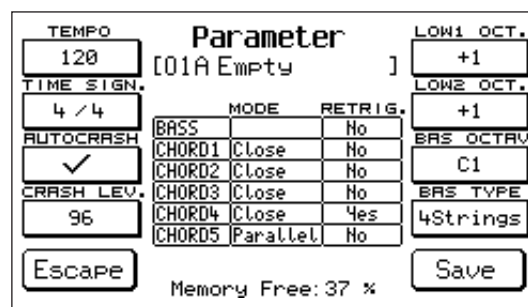 TEMPO
120
TIME SIGN.
4/4
AUTOCRASH
CRASH LEV.
96
Escape
Parameter
[01A Empty ]
MODE RETRIG.
BASS No
CHORD1 Close No
CHORD2 Close No
CHORD3 Close No
CHORD4 Close Yes
CHORD5 Parallel No
Memory Free: 37 %
LOW1 OCT.
+1
LOW2 OCT.
+1
BAS OCTAV
C1
BAS TYPE
4Strings
Save